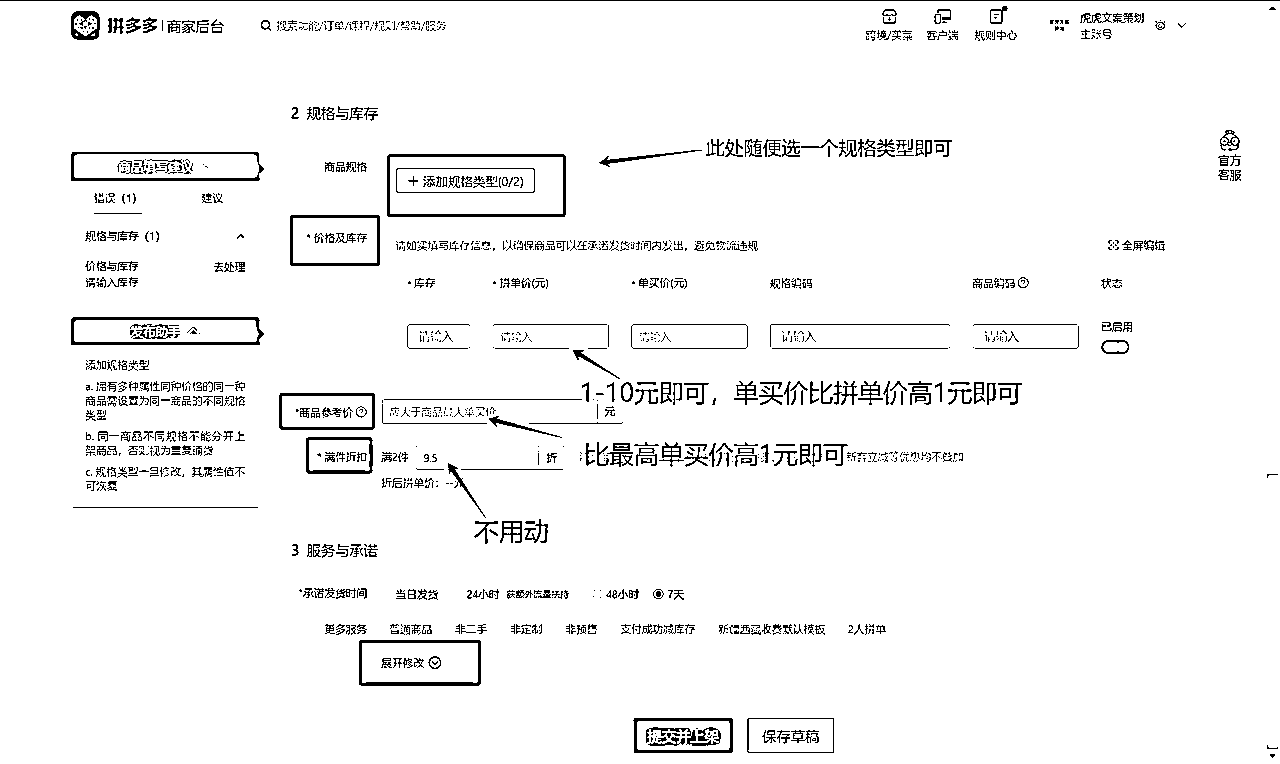 拼多多 | 商家后台
搜索功能/订单/课程/规则/帮助/服务
跨境/买菜
客户端
规则中心
虎虎文案策划
主账号
2 规格与库存
官方
客服
商品填写建议
错误 (1)
建议
规格与库存 (1)
价格与库存
去处理
请输入库存
发布助手
添加规格类型
a. 拥有多种属性同种价格的同一种
商品需设置为同一商品的不同规格
类型
b. 同一商品不同规格不能分开上
架商品，否则视为重复铺货
c. 规格类型一旦修改，其属性值不
可恢复
商品规格
+ 添加规格类型(0/2)
此处随便选一个规格类型即可
* 价格及库存
请如实填写库存信息，以确保商品可以在承诺发货时间内发出，避免物流违规
全屏编辑
* 库存
* 拼单价(元)
* 单买价(元)
规格编码
商品编码
状态
请输入
请输入
请输入
请输入
请输入
已启用
1-10元即可，单买价比拼单价高1元即可
*商品参考价
应大于商品最大单买价
元
比最高单买价高1元即可
* 满件折扣
满2件
9.5
折
折后拼单价：--元
不用动
3 服务与承诺
*承诺发货时间
当日发货
24小时
获额外流量扶持
48小时
7天
更多服务
普通商品
非二手
非定制
非预售
支付成功减库存
新疆西藏收费默认模板
2人拼单
展开修改
提交并上架
保存草稿